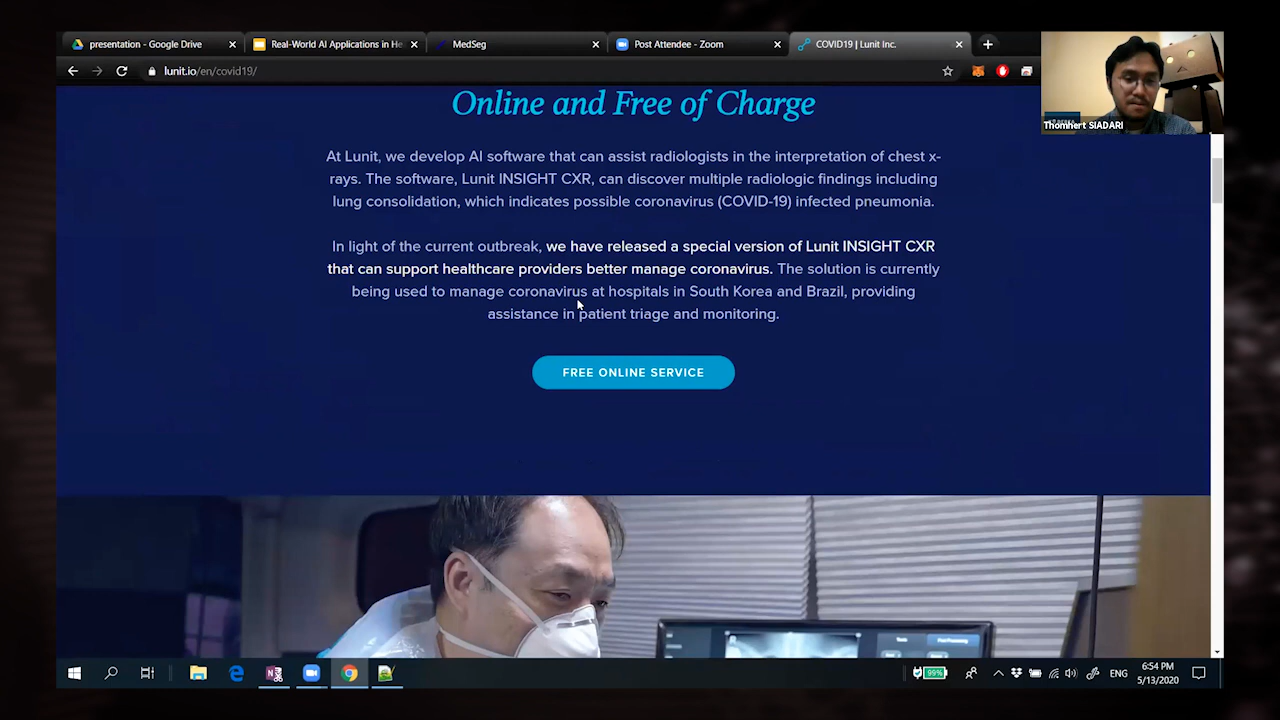 presentation - Google Drive
Real-World AI Applications in He
MedSeg
Post Attendee - Zoom
COVID19 | Lunit Inc.
lunit.io/en/covid19/
Thomhert SIADARI
Online and Free of Charge
At Lunit, we develop AI software that can assist radiologists in the interpretation of chest x-
rays. The software, Lunit INSIGHT CXR, can discover multiple radiologic findings including
lung consolidation, which indicates possible coronavirus (COVID-19) infected pneumonia.
In light of the current outbreak, we have released a special version of Lunit INSIGHT CXR
that can support healthcare providers better manage coronavirus. The solution is currently
being used to manage coronavirus at hospitals in South Korea and Brazil, providing
assistance in patient triage and monitoring.
FREE ONLINE SERVICE
99%
ENG
6:54 PM
5/13/2020